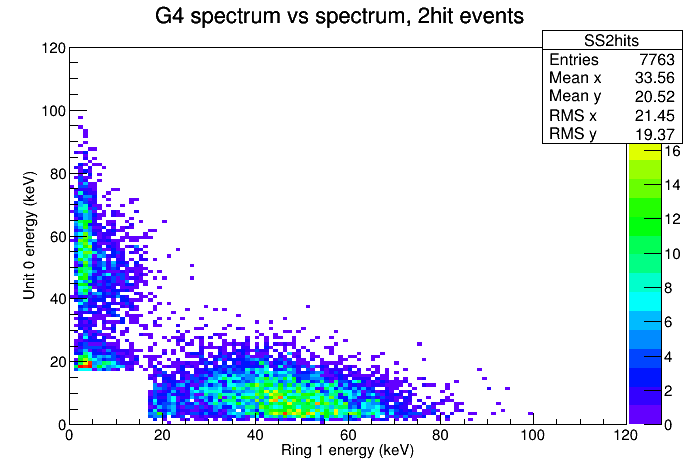 G4 spectrum vs spectrum, 2hit events
SS2hits
Entries 7763
Mean x 33.56
Mean y 20.52
RMS x 21.45
RMS y 19.37
Unit 0 energy (keV)
120
100
80
60
40
20
0
0 20 40 60 80 100 120
Ring 1 energy (keV)
16
14
12
10
8
6
4
2
0